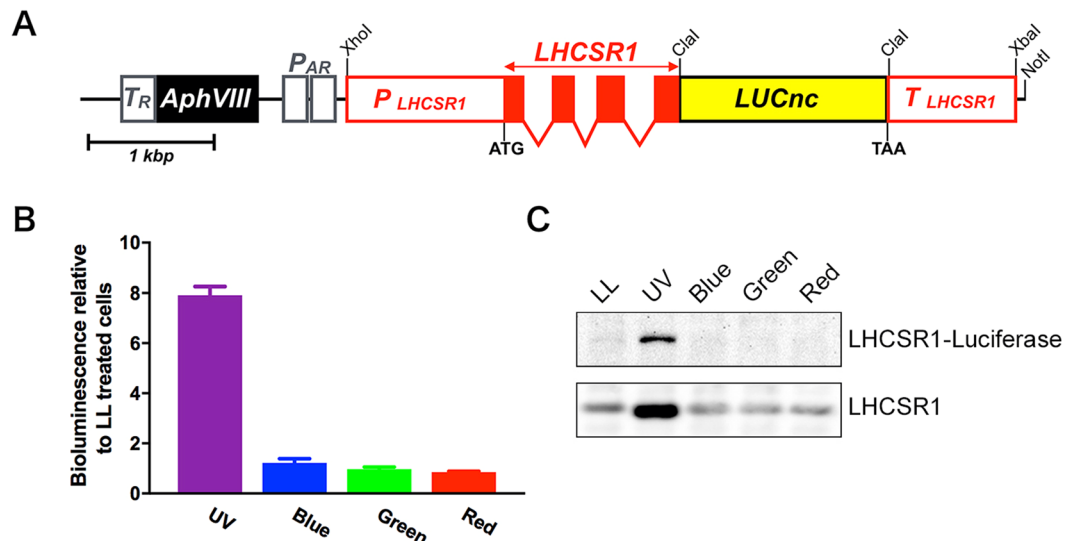 A
XhoI
ClaI
ClaI
XbaI
NotI
LHCSR1
PAR
TR
AphVIII
P LHCSR1
LUCnc
T LHCSR1
1 kbp
ATG
TAA
B
Bioluminescence relative
to LL treated cells
10
8
6
4
2
0
UV
Blue
Green
Red
C
LL
UV
Blue
Green
Red
LHCSR1-Luciferase
LHCSR1